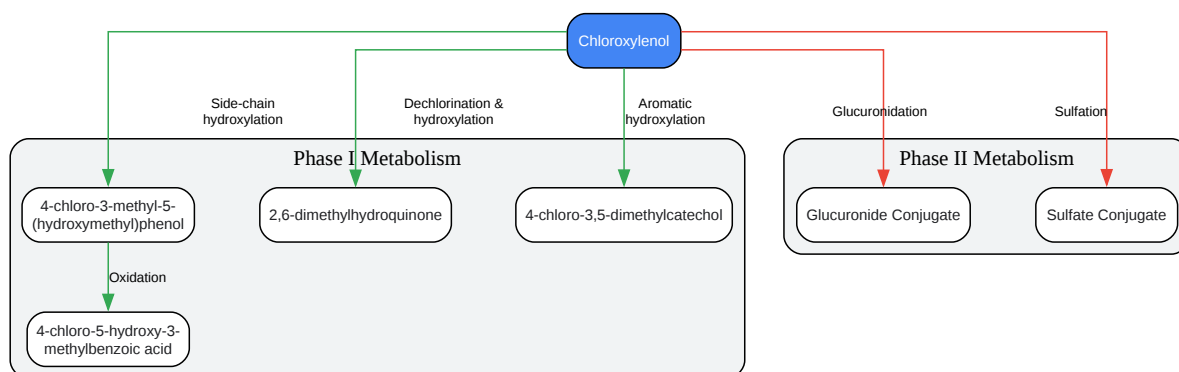 Chloroxylenol
Side-chain
hydroxylation
Dechlorination &
hydroxylation
Aromatic
hydroxylation
Glucuronidation
Sulfation
Phase I Metabolism
Phase II Metabolism
4-chloro-3-methyl-5-
(hydroxymethyl)phenol
2,6-dimethylhydroquinone
4-chloro-3,5-dimethylcatechol
Glucuronide Conjugate
Sulfate Conjugate
Oxidation
4-chloro-5-hydroxy-3-
methylbenzoic acid